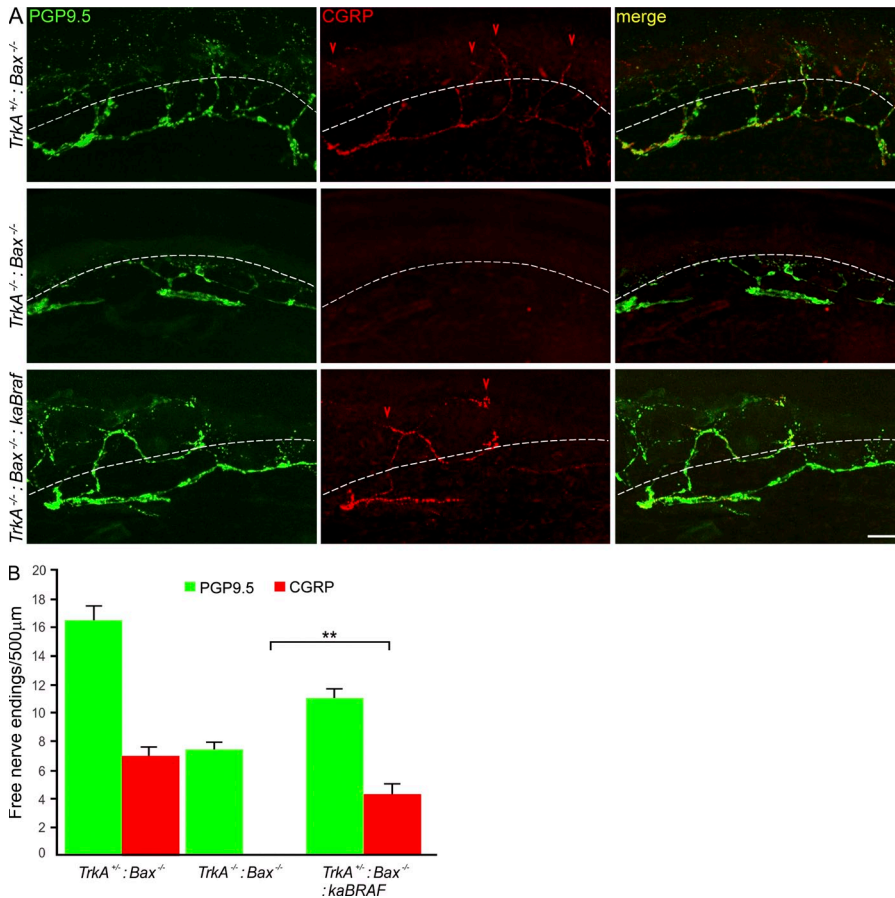 A
PGP9.5
CGRP
merge
TrkA +/- : Bax -/-
TrkA -/- : Bax -/-
TrkA -/- : Bax -/- : kaBraf
B
PGP9.5
CGRP
**
Free nerve endings/500µm
20
18
16
14
12
10
8
6
4
2
0
TrkA +/- : Bax -/-
TrkA -/- : Bax -/-
TrkA +/- : Bax -/-
: kaBRAF